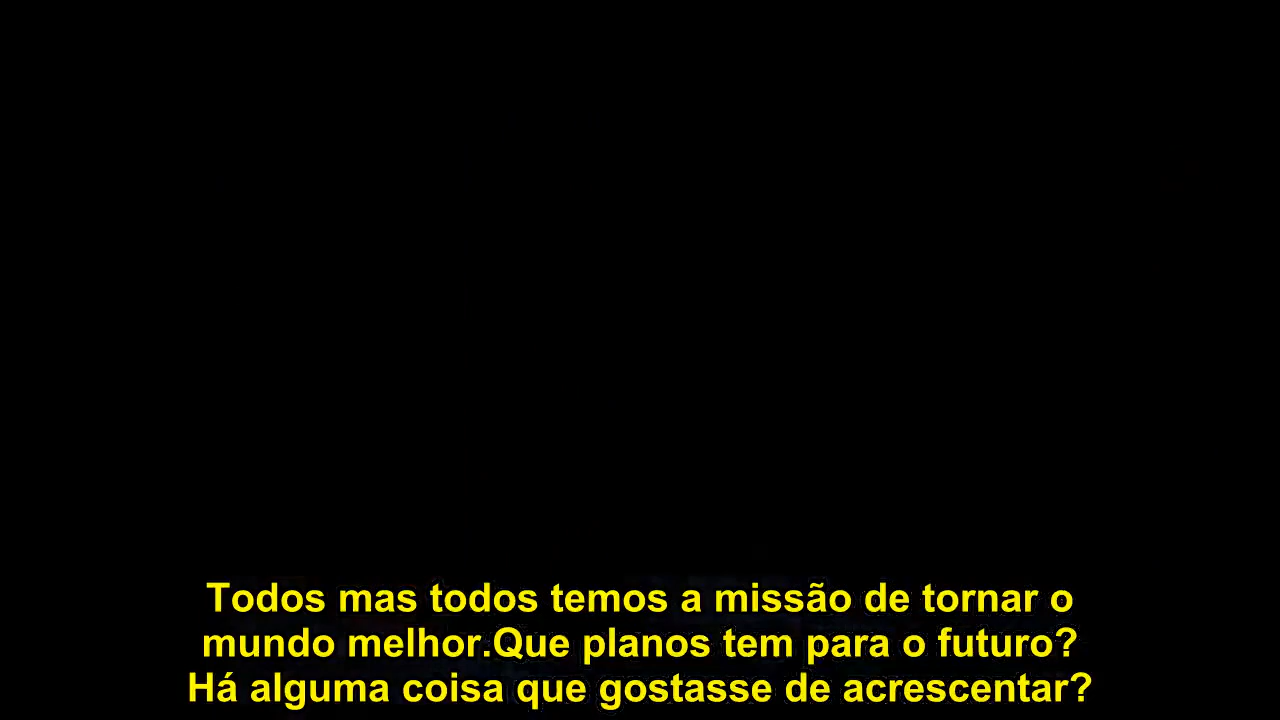 Todos mas todos temos a missão de tornar o
mundo melhor.Que planos tem para o futuro?
Há alguma coisa que gostasse de acrescentar?